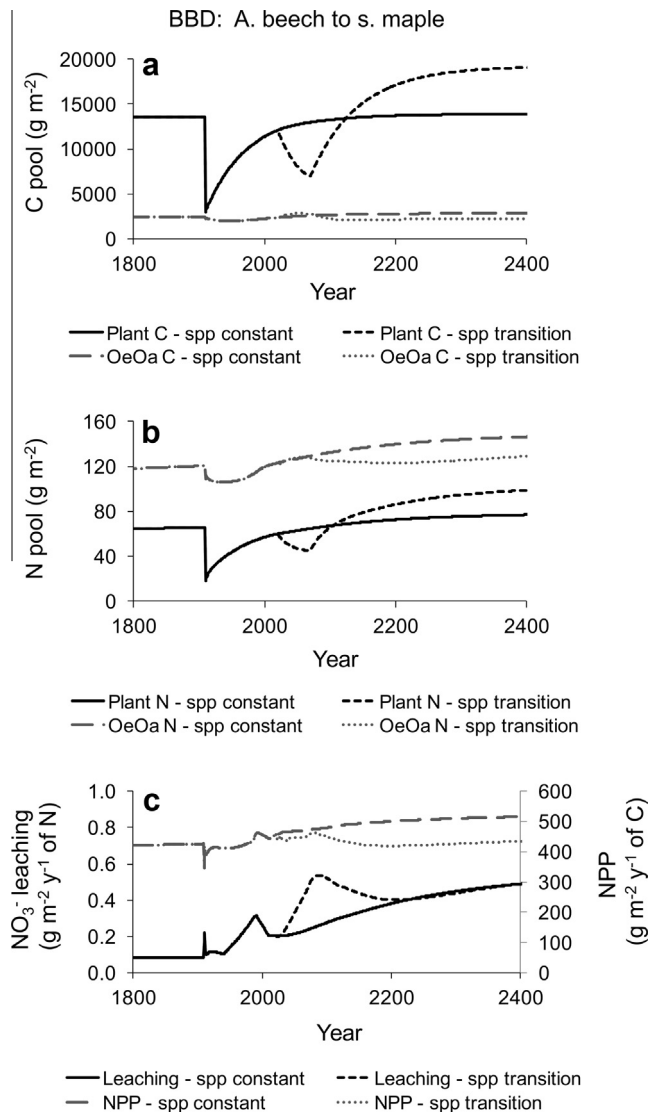 BBD: A. beech to s. maple
a
C pool (g m⁻²)
20000
15000
10000
5000
0
1800 2000 2200 2400
Year
Plant C - spp constant Plant C - spp transition
OeOa C - spp constant OeOa C - spp transition
b
N pool (g m⁻²)
160
120
80
40
0
1800 2000 2200 2400
Year
Plant N - spp constant Plant N - spp transition
OeOa N - spp constant OeOa N - spp transition
c
NO₃⁻ leaching
(g m⁻² y⁻¹ of N)
1.0
0.8
0.6
0.4
0.2
0.0
600
500
400
300
200
100
0
NPP
(g m⁻² y⁻¹ of C)
1800 2000 2200 2400
Year
Leaching - spp constant Leaching - spp transition
NPP - spp constant NPP - spp transition